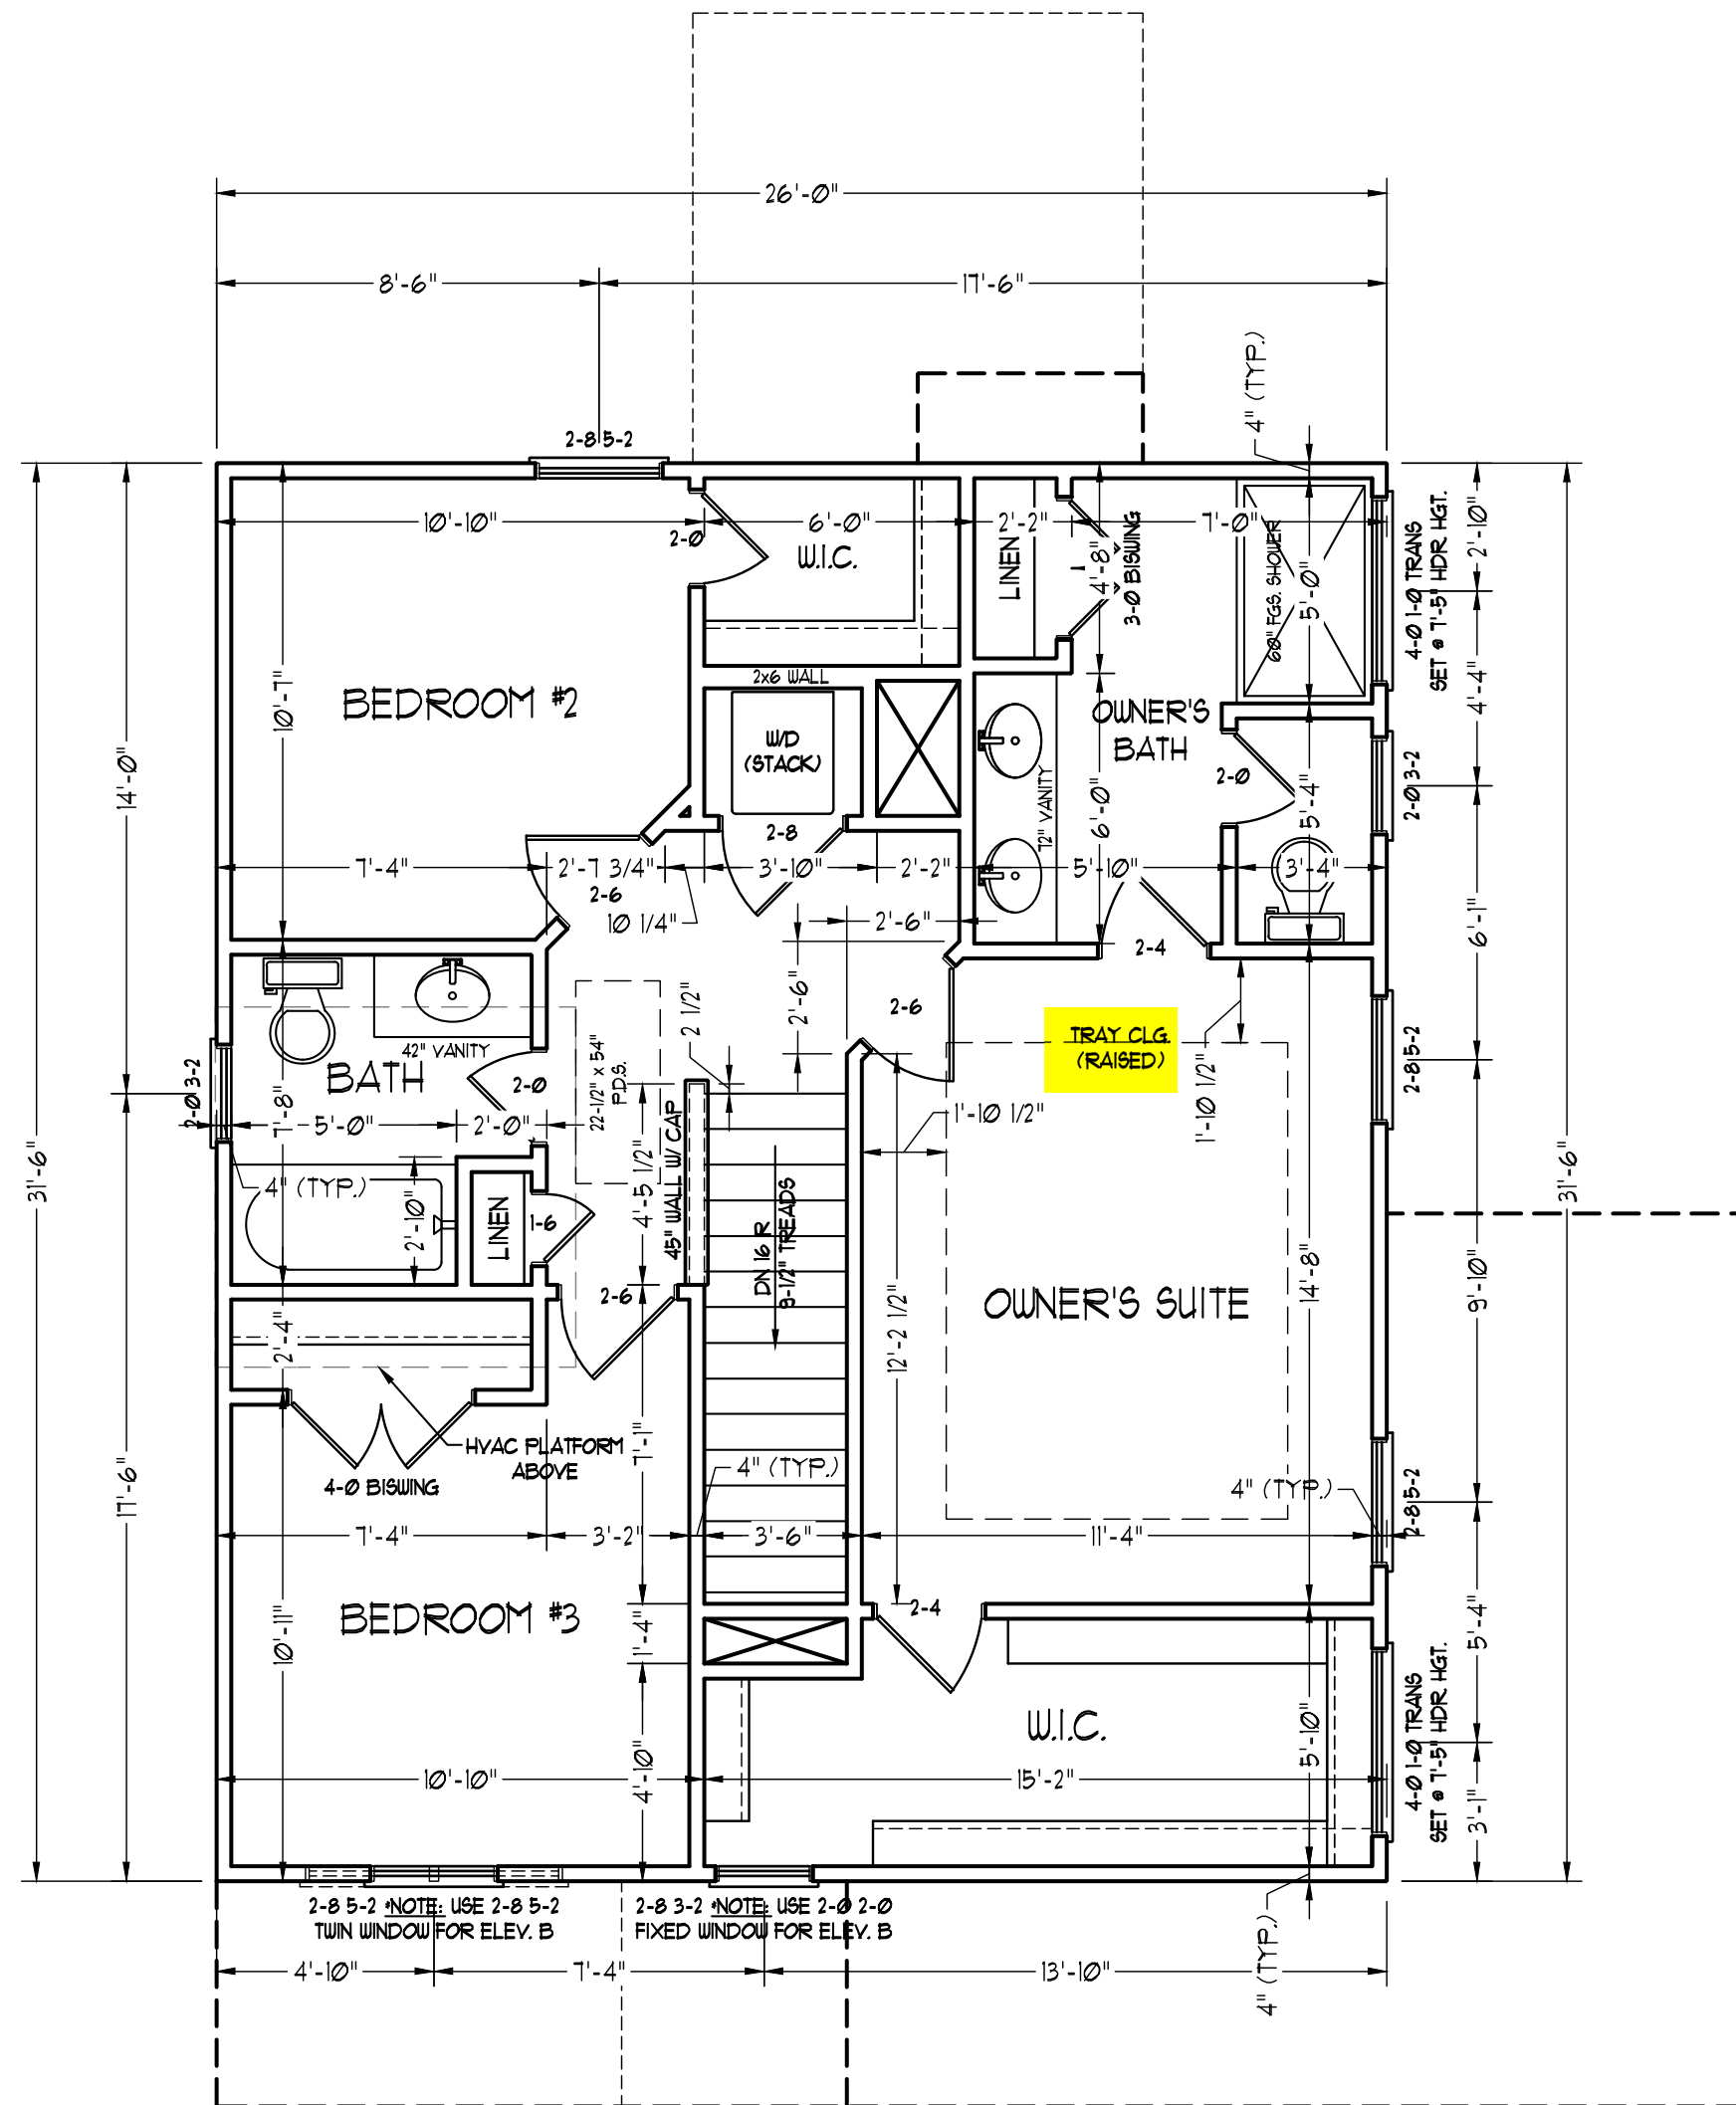 26'-0"
8'-6"
17'-6"
4" (TYP.)
2-8 5-2
10'-10"
6'-0"
2'-2"
7'-0"
2-0
W.I.C.
LINEN
4'-8"
3-0 BISWING
60" FGS. SHOWER
5'-0"
4-0 1-0 TRANS
SET @ 7'-5" HDR. HGT.
2'-10"
4'-4"
10'-7"
BEDROOM #2
2x6 WALL
W/D
(STACK)
2-8
OWNER'S
BATH
72" VANITY
6'-0"
2-0
5'-4"
2-0 3-2
14'-0"
7'-4"
2'-7 3/4"
3'-10"
2'-2"
5'-10"
3'-4"
2-6
10 1/4"
2'-6"
2-4
6'-1"
2'-6"
2 1/2"
2-6
TRAY CLG.
(RAISED)
1'-10 1/2"
2-8 5-2
42" VANITY
BATH
2-0
22-1/2" x 54"
P.D.S.
2-0 3-2
7'-8"
5'-0"
2'-0"
1'-10 1/2"
31'-6"
31'-6"
4" (TYP.)
2'-10"
LINEN
1-6
4'-5 1/2"
45" WALL W/ CAP
DN 16 R
9-1/2" TREADS
2-6
OWNER'S SUITE
14'-8"
9'-10"
12'-2 1/2"
2'-4"
HVAC PLATFORM
ABOVE
4-0 BISWING
7'-1"
4" (TYP.)
4" (TYP.)
2-8 5-2
17'-6"
7'-4"
3'-2"
3'-6"
11'-4"
2-4
BEDROOM #3
10'-11"
1'-4"
5'-4"
4-0 1-0 TRANS
SET @ 7'-5" HDR. HGT.
W.I.C.
5'-10"
10'-10"
4'-10"
15'-2"
3'-1"
2-8 5-2 *NOTE: USE 2-8 5-2
TWIN WINDOW FOR ELEV. B
2-8 3-2 *NOTE: USE 2-0 2-0
FIXED WINDOW FOR ELEV. B
4" (TYP.)
4'-10"
7'-4"
13'-10"